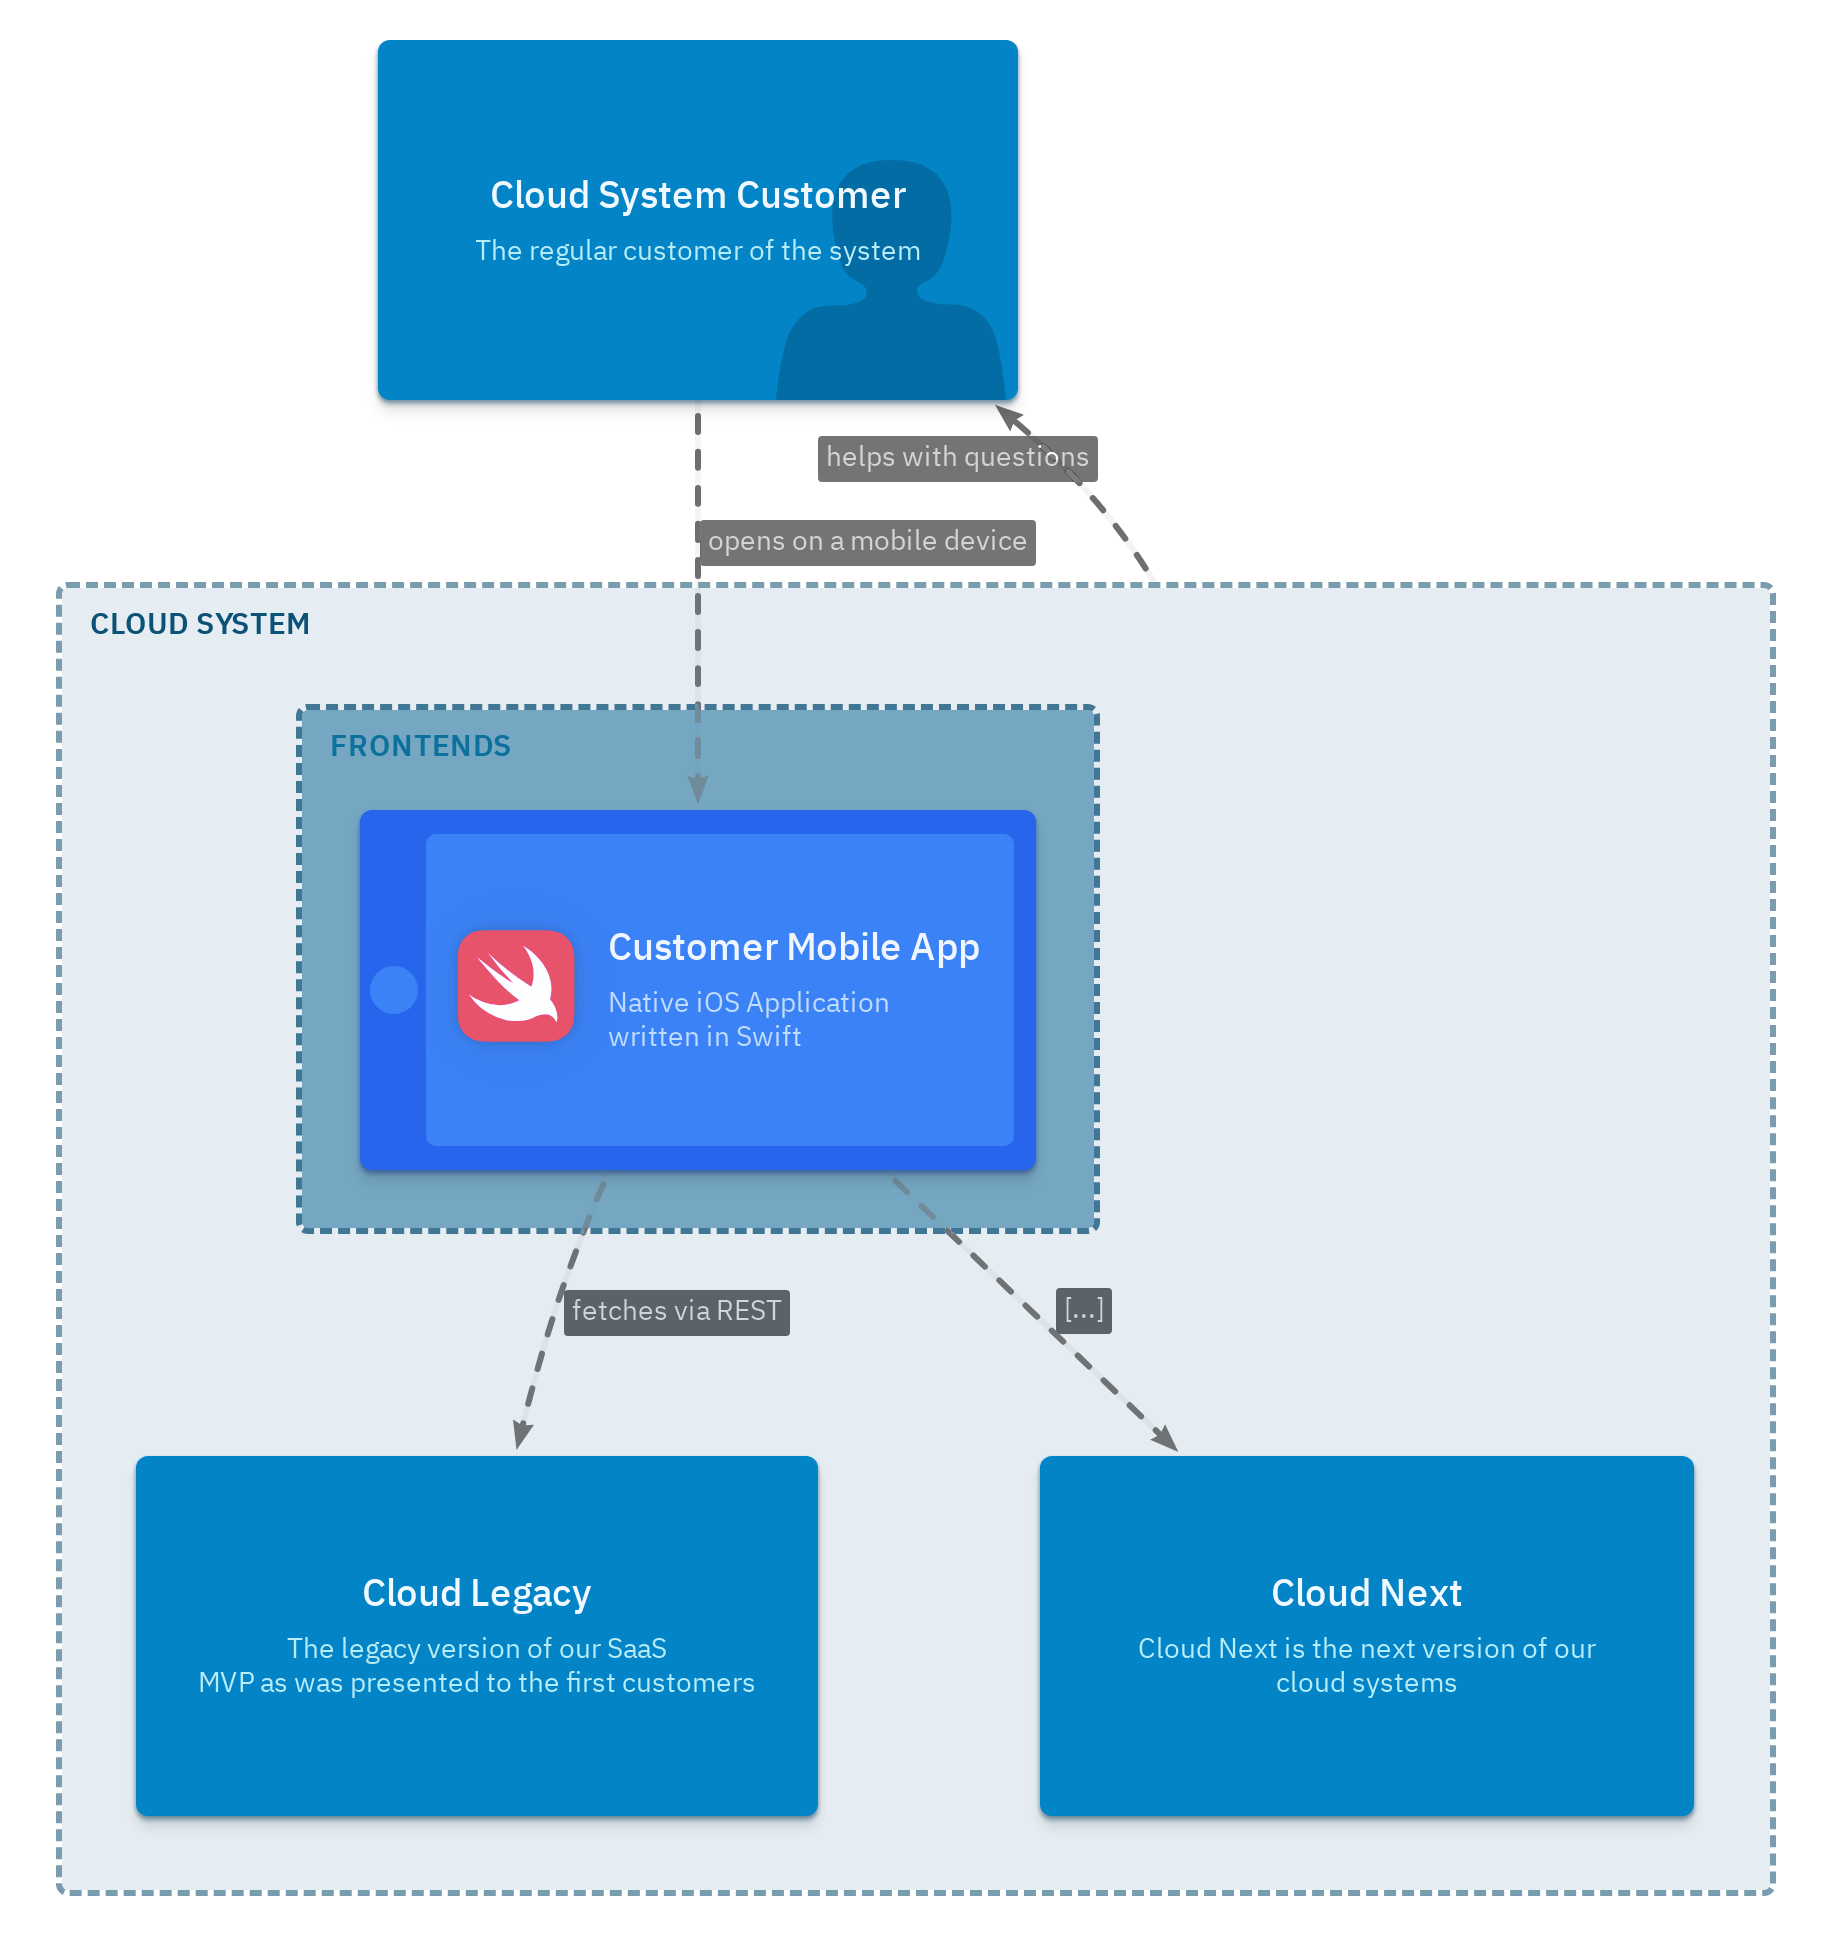 Cloud System Customer
The regular customer of the system
helps with questions
opens on a mobile device
CLOUD SYSTEM
FRONTENDS
Customer Mobile App
Native iOS Application
written in Swift
fetches via REST
[...]
Cloud Legacy
The legacy version of our SaaS
MVP as was presented to the first customers
Cloud Next
Cloud Next is the next version of our
cloud systems